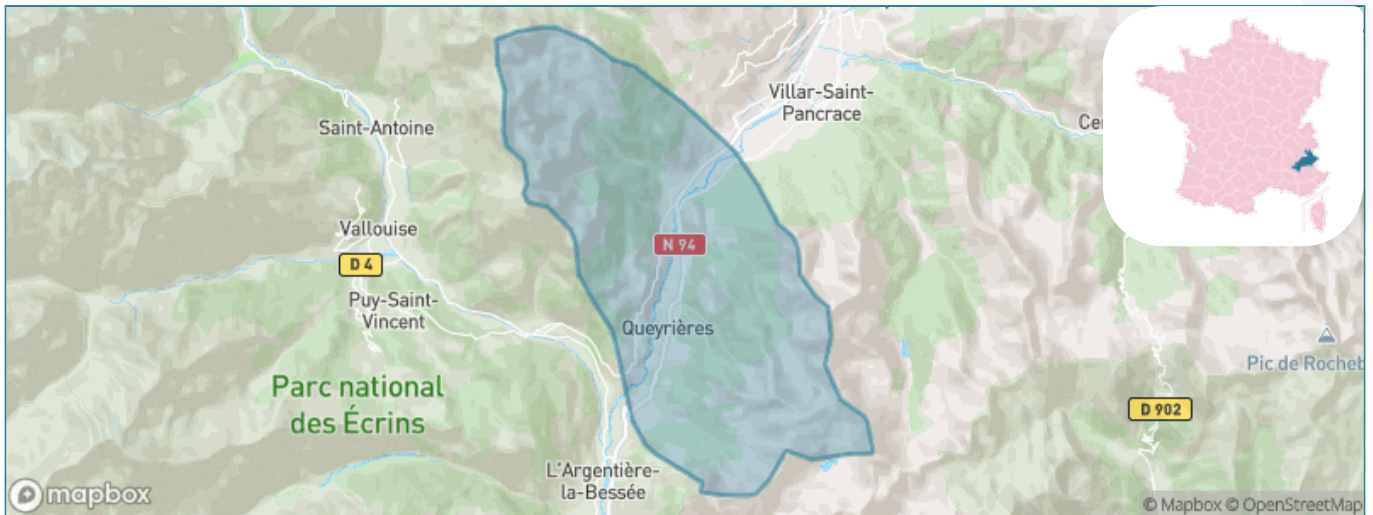 Villar-Saint-
Pancrace
Saint-Antoine
Vallouise
D 4
N 94
Puy-Saint-
Vincent
Queyrières
Parc national
des Écrins
D 902
L'Argentière-
la-Bessée
mapbox
© Mapbox © OpenStreetMap